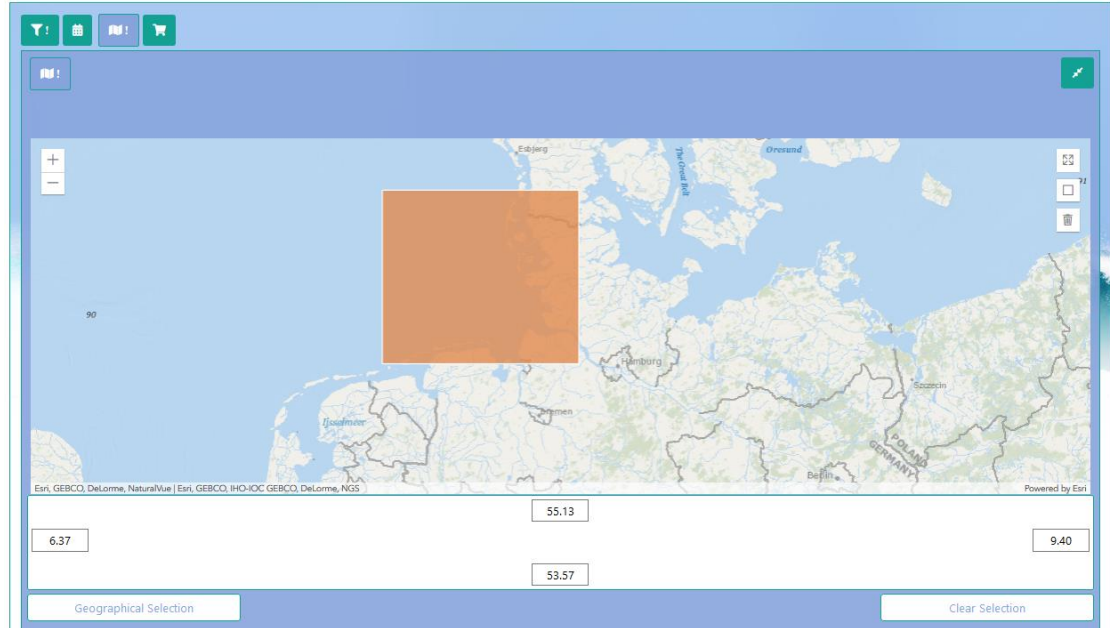 !
!
!
Esbjerg
The Great Belt
Oresund
91
90
Hamburg
Szczecin
Ijsselmeer
Bremen
POLAND
GERMANY
Berlin
Esri, GEBCO, DeLorme, NaturalVue | Esri, GEBCO, IHO-IOC GEBCO, DeLorme, NGS
Powered by Esri
55.13
6.37
9.40
53.57
Geographical Selection
Clear Selection